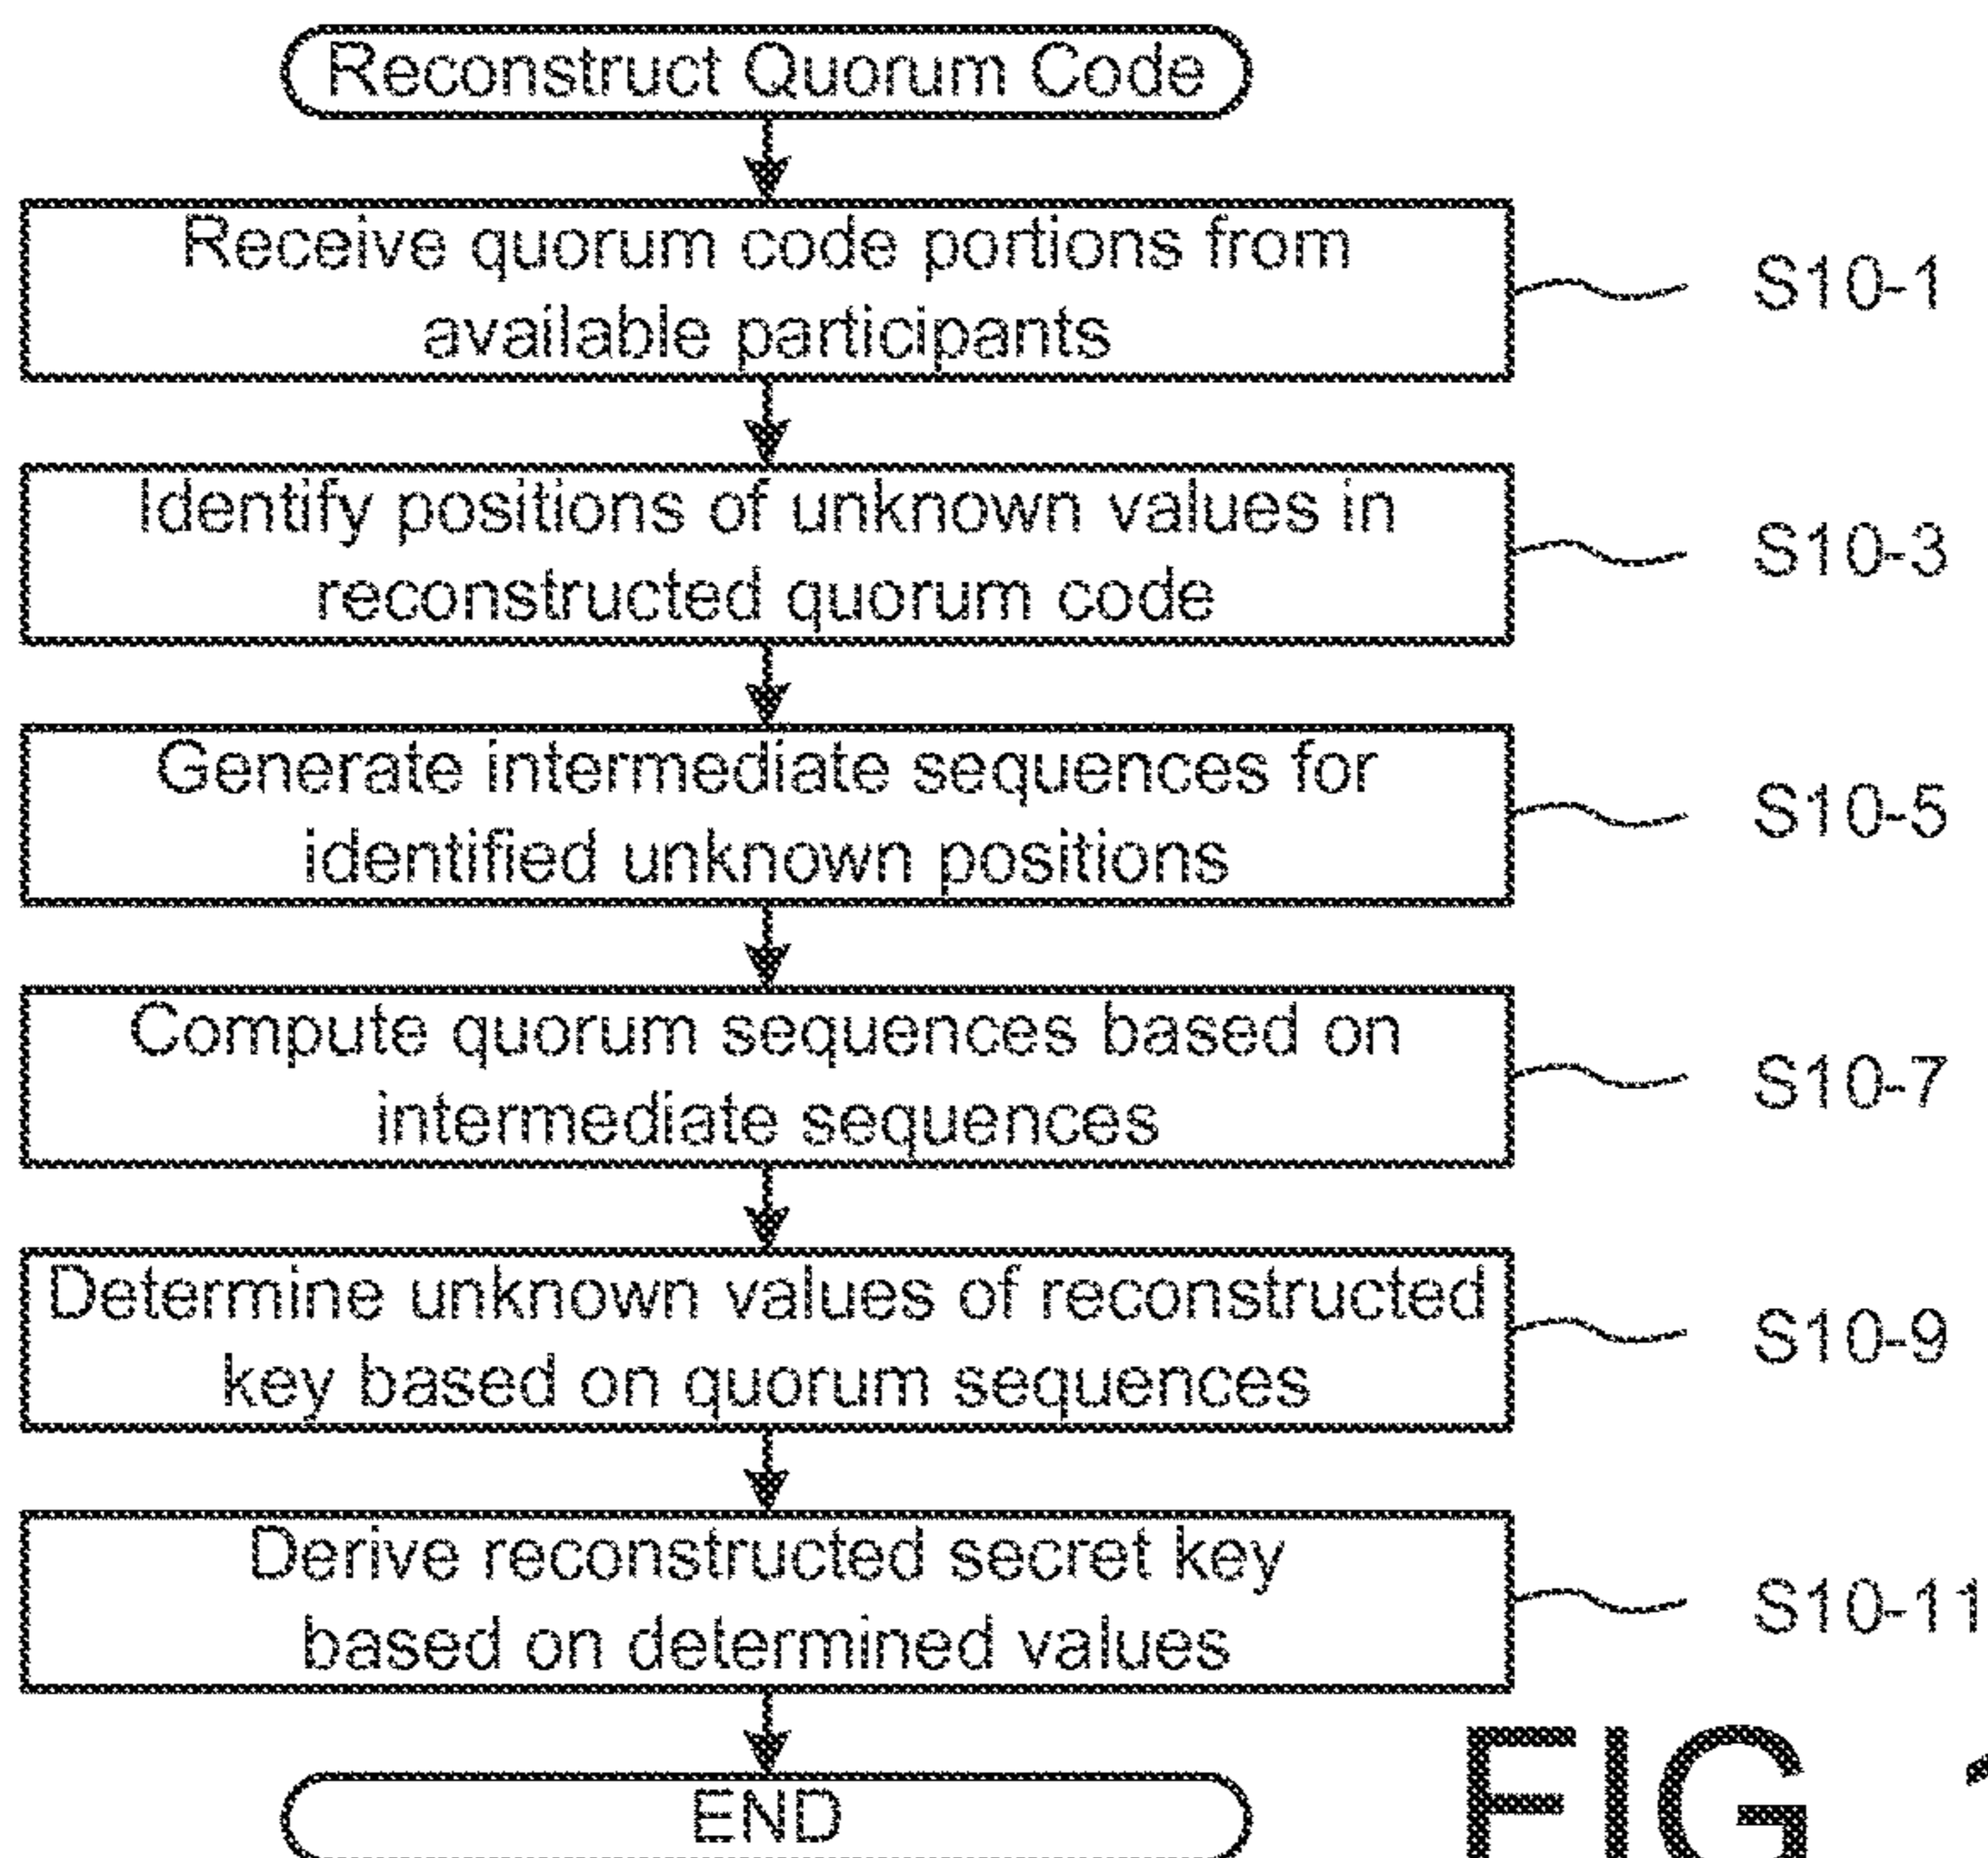 Reconstruct Quorum Code
Receive quorum code portions from
available participants
S10-1
Identify positions of unknown values in
reconstructed quorum code
S10-3
Generate intermediate sequences for
identified unknown positions
S10-5
Compute quorum sequences based on
intermediate sequences
S10-7
Determine unknown values of reconstructed
key based on quorum sequences
S10-9
Derive reconstructed secret key
based on determined values
S10-11
END
FIG